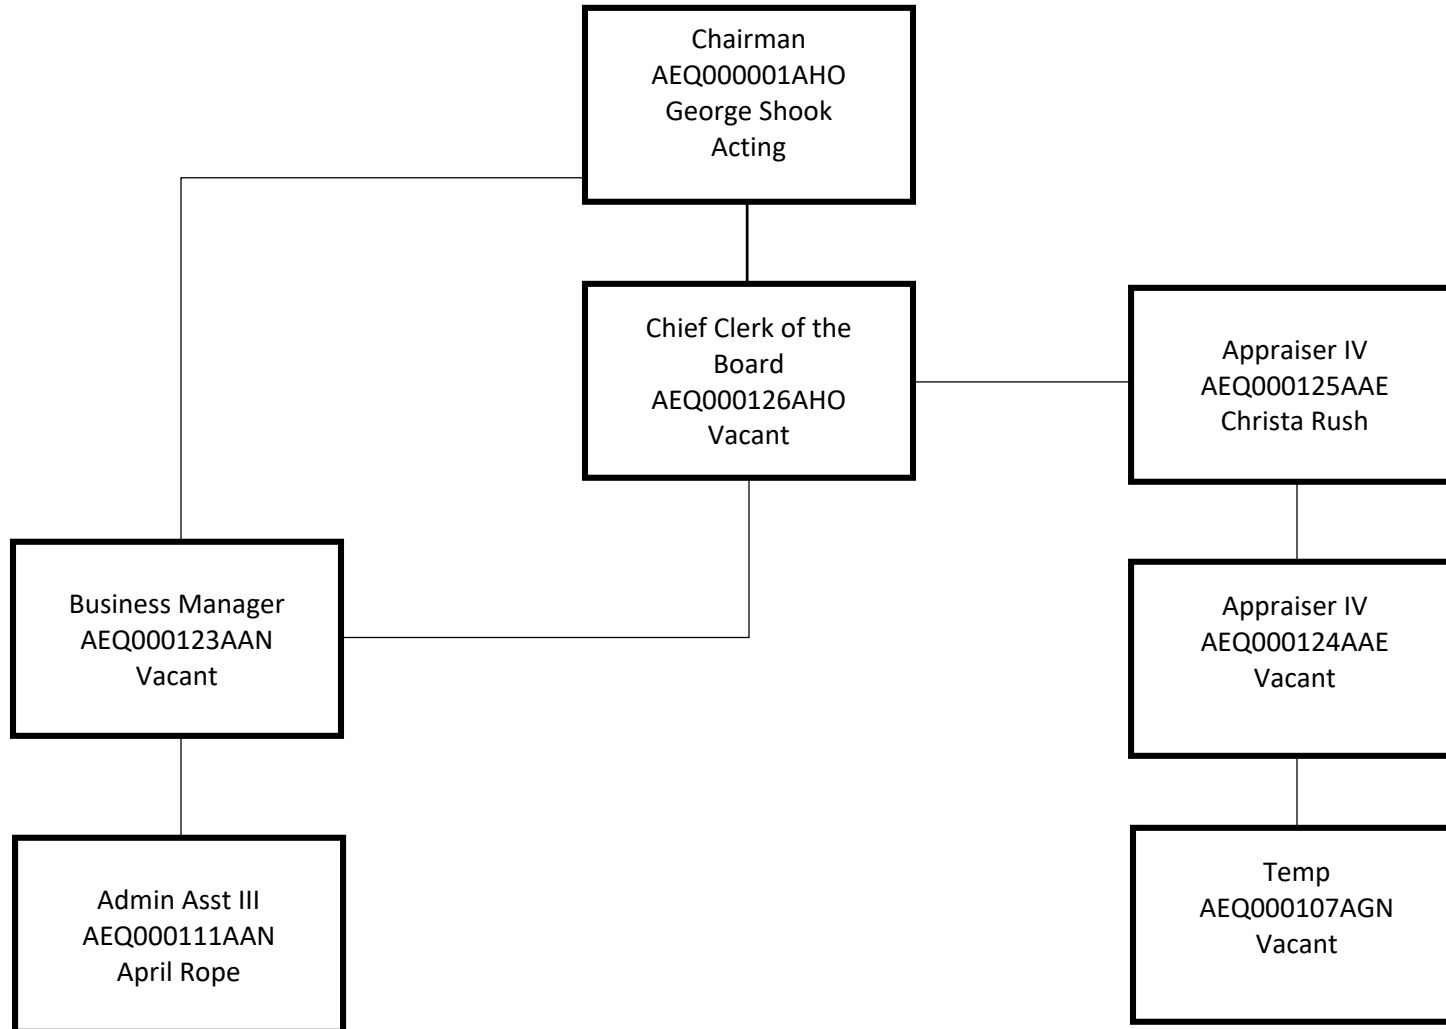 Chairman
AEQ000001AHO
George Shook
Acting
Chief Clerk of the
Board
AEQ000126AHO
Vacant
Appraiser IV
AEQ000125AAE
Christa Rush
Business Manager
AEQ000123AAN
Vacant
Appraiser IV
AEQ000124AAE
Vacant
Admin Asst III
AEQ000111AAN
April Rope
Temp
AEQ000107AGN
Vacant